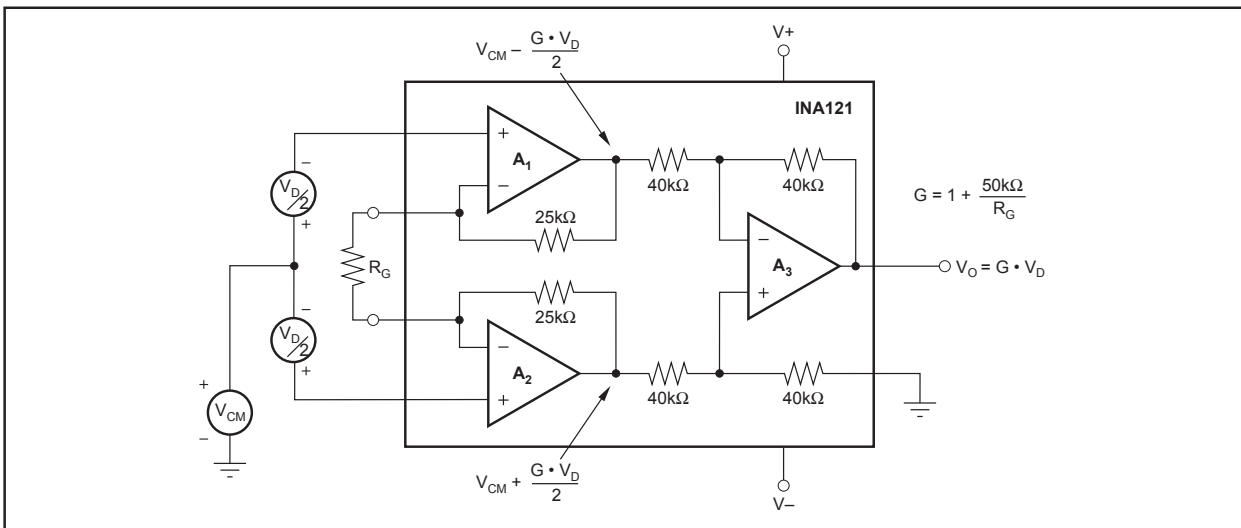 V+
V_CM – G • V_D / 2
INA121
+
A_1
–
–
V_D/2
+
40kΩ
40kΩ
G = 1 + 50kΩ / R_G
25kΩ
–
A_3
+
V_O = G • V_D
R_G
–
V_D/2
+
25kΩ
–
A_2
+
40kΩ
40kΩ
+
V_CM
–
V_CM + G • V_D / 2
V–